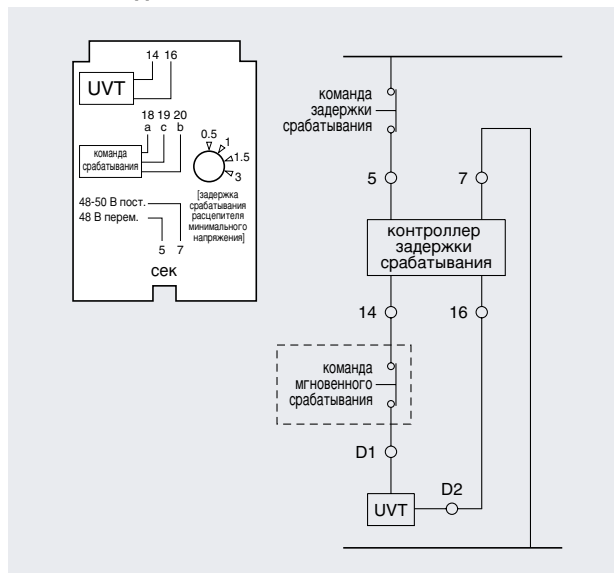 14 16
UVT
18 19 20
a c b
команда
срабатывания
0.5
1
1.5
3
[задержка
срабатывания
расцепителя
минимального
напряжения]
48-50 В пост.
48 В перем.
5 7
сек
команда
задержки
срабатывания
5 7
контроллер
задержки
срабатывания
14 16
команда
мгновенного
срабатывания
D1
D2
UVT